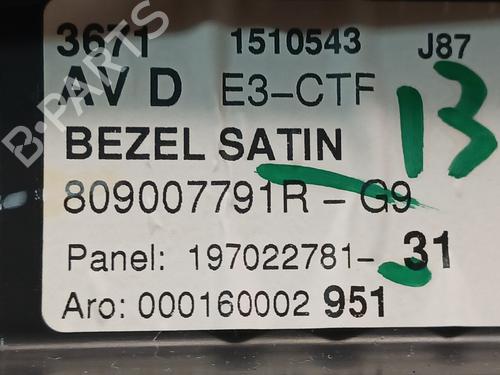 3671 1510543 J87
AV D E3-CTF 13
BEZEL SATIN
809007791R - G9
Panel: 197022781- 31
Aro: 000160002 951
B-PARTS